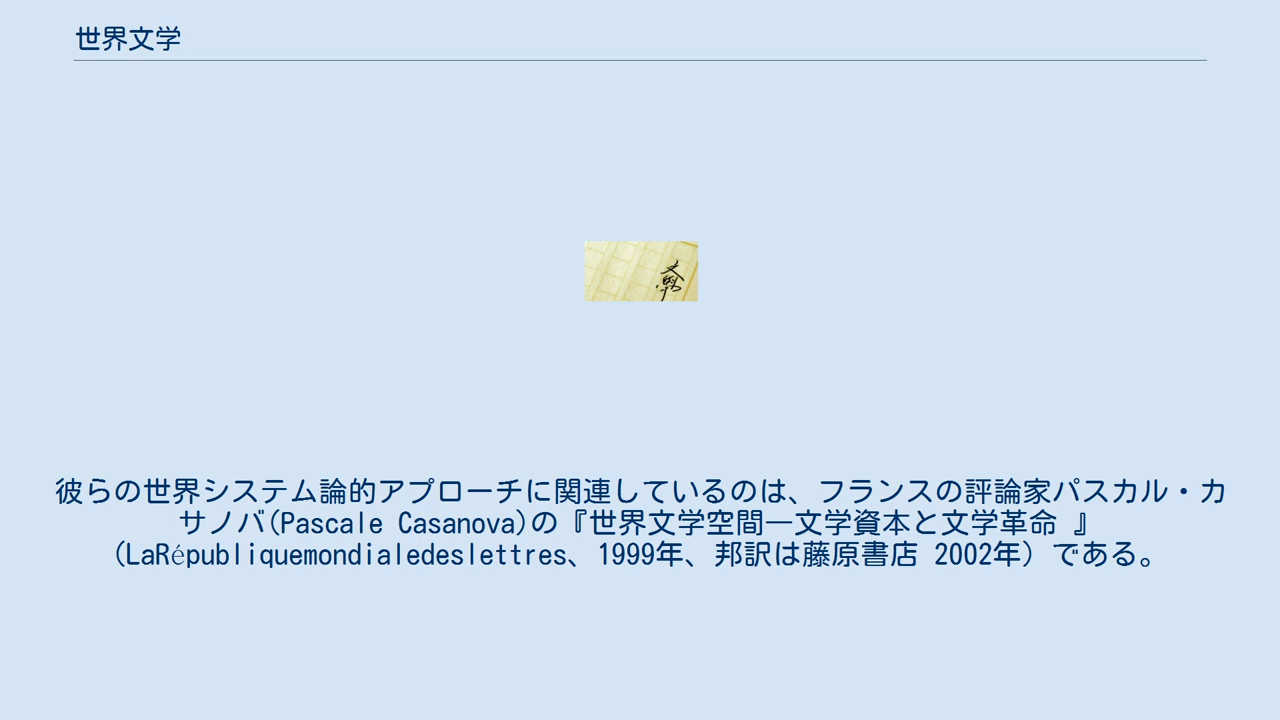 世界文学
彼らの世界システム論的アプローチに関連しているのは、フランスの評論家パスカル・カ
サノバ(Pascale Casanova)の『世界文学空間―文学資本と文学革命 』
(LaRépubliquemondialedeslettres、1999年、邦訳は藤原書店 2002年) である。